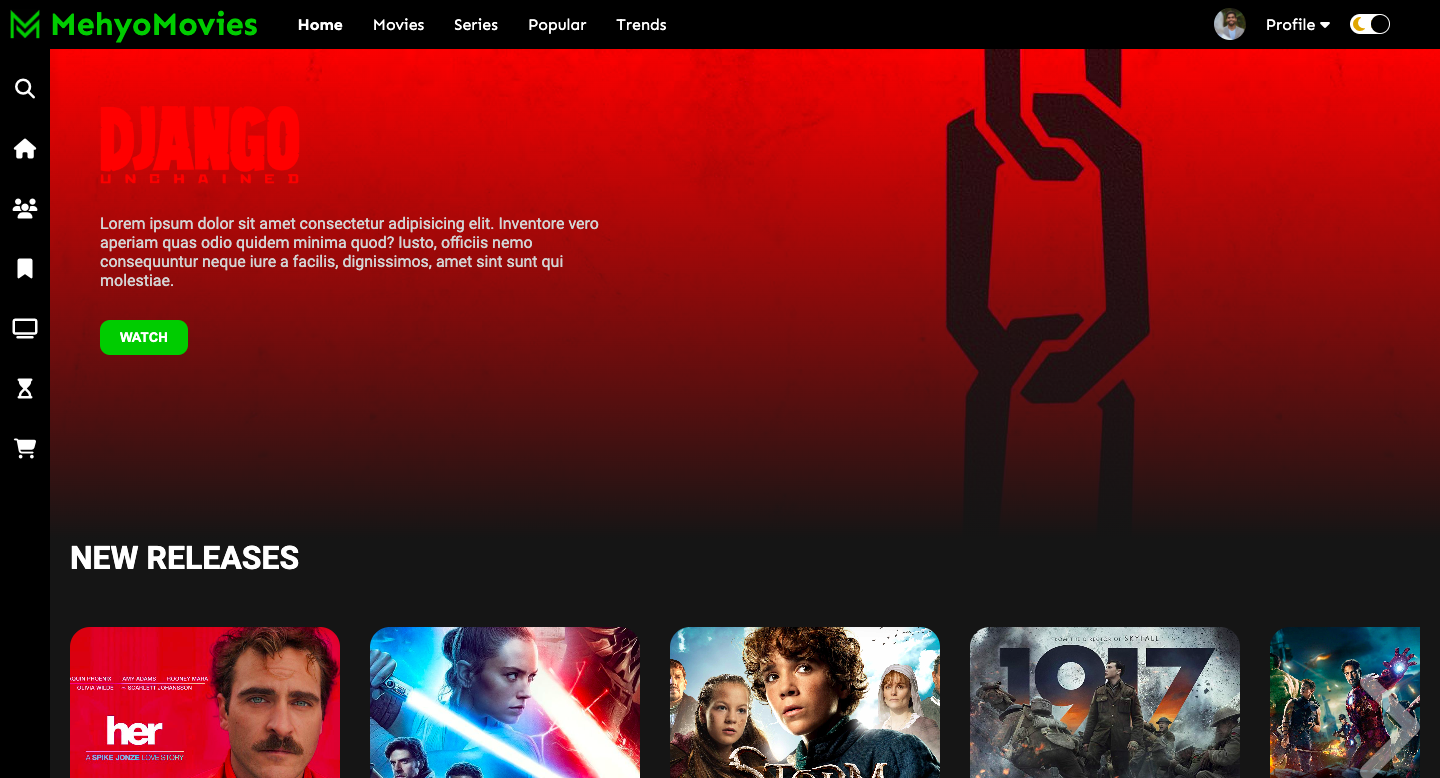 MehyoMovies
Home
Movies
Series
Popular
Trends
Profile
DJANGO
UNCHAINED
Lorem ipsum dolor sit amet consectetur adipisicing elit. Inventore vero
aperiam quas odio quidem minima quod? Iusto, officiis nemo
consequuntur neque iure a facilis, dignissimos, amet sint sunt qui
molestiae.
WATCH
NEW RELEASES
AMY ADAMS
ROONEY MARA
OLIVIA WILDE
SCARLETT JOHANSSON
her
A SPIKE JONZE LOVE STORY
STORM
SKYFALL
1917